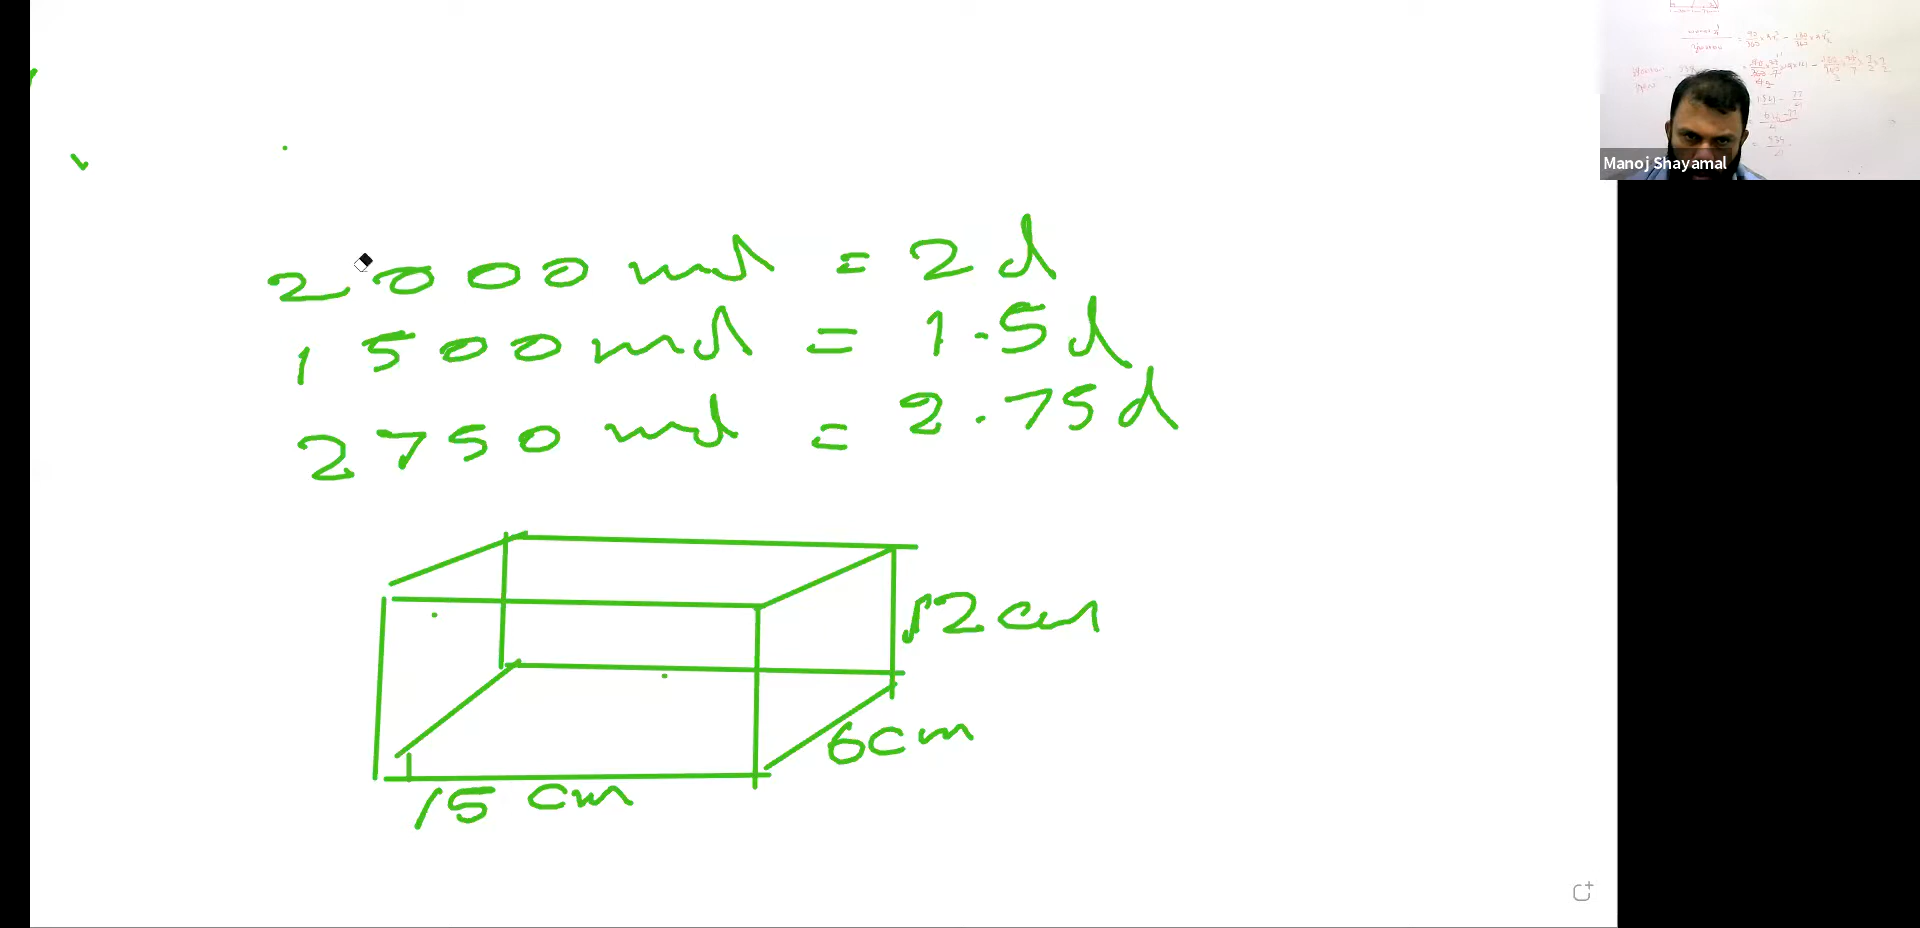 2000 ml = 2 l
1500 ml = 1.5 l
2750 ml = 2.75 l
12 cm
6 cm
15 cm
Manoj Shayamal